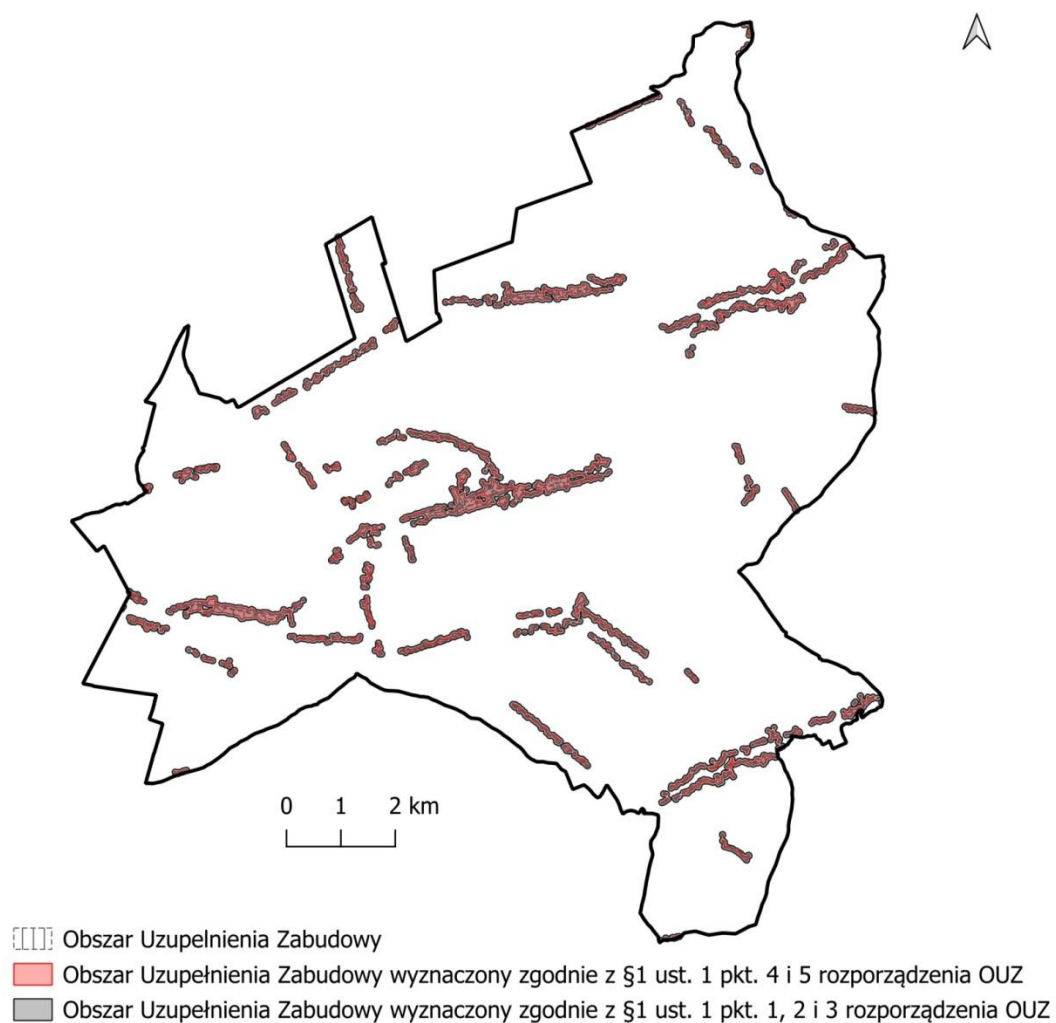 0 1 2 km
Obszar Uzupelnienia Zabudowy
Obszar Uzupełnienia Zabudowy wyznaczony zgodnie z §1 ust. 1 pkt. 4 i 5 rozporządzenia OUZ
Obszar Uzupełnienia Zabudowy wyznaczony zgodnie z §1 ust. 1 pkt. 1, 2 i 3 rozporządzenia OUZ